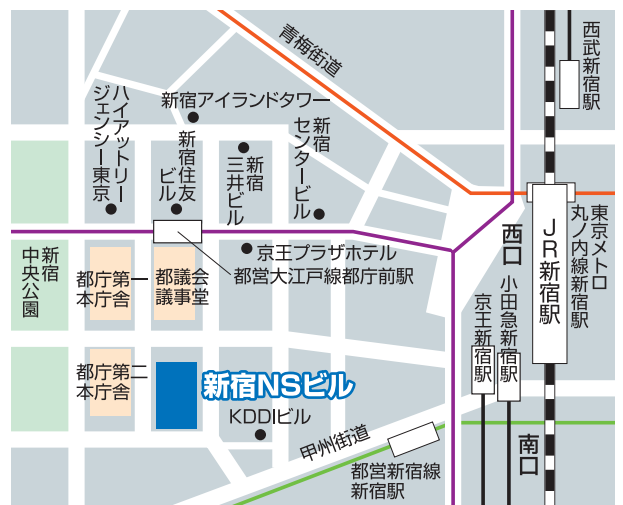 青梅街道
西武新宿駅
新宿アイランドタワー
ハイアットリー
ジェンシー東京
新宿住友
ビル
新宿
三井ビル
新宿
センタービル
東京メトロ
丸ノ内線新宿駅
JR新宿駅
西口
新宿
中央公園
京王プラザホテル
都営大江戸線都庁前駅
都庁第一
本庁舎
都議会
議事堂
小田急新宿駅
京王新宿駅
都庁第二
本庁舎
新宿NSビル
KDDIビル
甲州街道
南口
都営新宿線
新宿駅